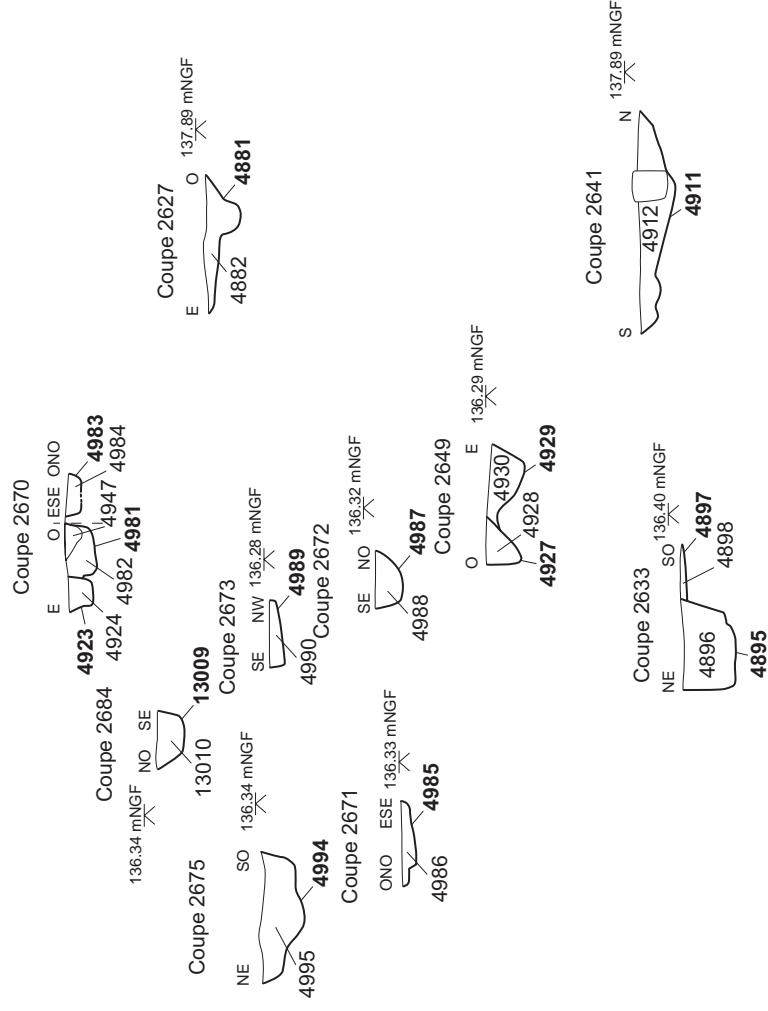 Coupe 2675
NE SO 136.34 mNGF
4995 4994
Coupe 2684
136.34 mNGF NO SE
13010 13009
Coupe 2670
E O ESE ONO
4923 4924 4982 4981 4947 4984 4983
Coupe 2627
E O 137.89 mNGF
4882 4881
Coupe 2673
SE NW 136.28 mNGF
4990 4989
Coupe 2671
ONO ESE 136.33 mNGF
4986 4985
Coupe 2672
SE NO 136.32 mNGF
4988 4987
Coupe 2649
O E 136.29 mNGF
4930
4927 4928 4929
Coupe 2633
NE SO 136.40 mNGF
4896
4895 4898 4897
Coupe 2641
S N 137.89 mNGF
4912
4911